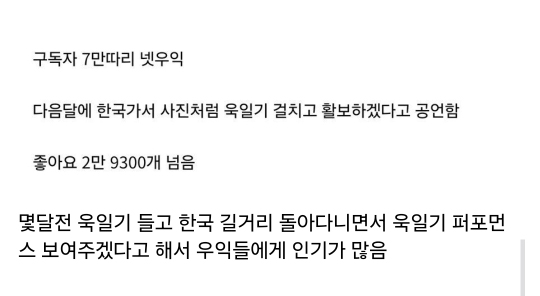 구독자 7만따리 넷우익
다음달에 한국가서 사진처럼 욱일기 걸치고 활보하겠다고 공언함
좋아요 2만 9300개 넘음
몇달전 욱일기 들고 한국 길거리 돌아다니면서 욱일기 퍼포먼
스 보여주겠다고 해서 우익들에게 인기가 많음